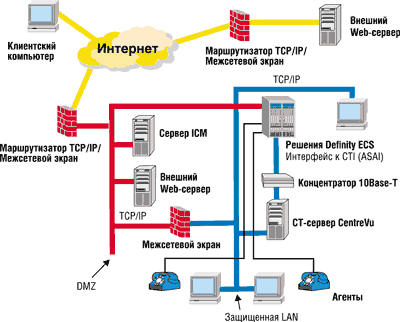 Клиентский
компьютер
Интернет
Маршрутизатор TCP/IP/
Межсетевой экран
Внешний
Web-сервер
TCP/IP
Маршрутизатор TCP/IP/
Межсетевой экран
Сервер ICM
Решения Definity ECS
Интерфейс к CTI (ASAI)
Внешний
Web-сервер
Концентратор 10Base-T
TCP/IP
CT-сервер CentreVu
Межсетевой экран
DMZ
Агенты
Защищенная LAN